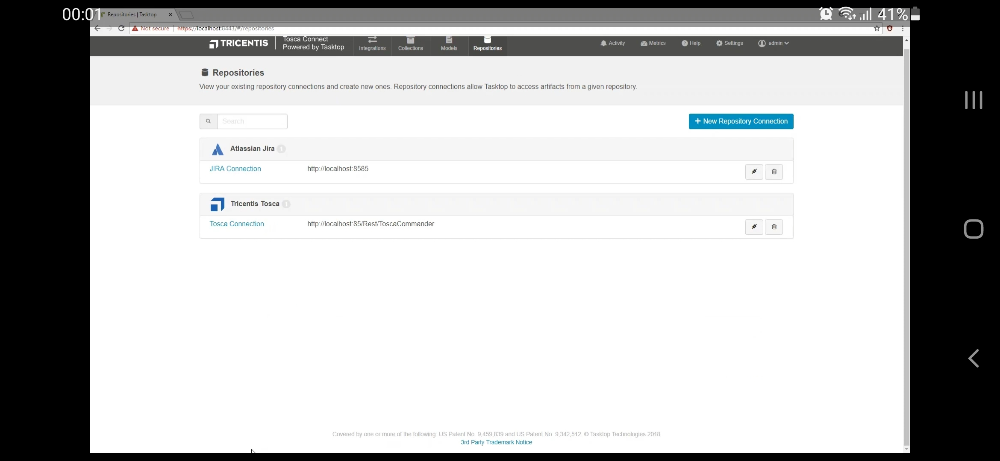 00:01
41%
Repositories | Tasktop
Not secure
https://localhost:8443/#/repositories
TRICENTIS
Tosca Connect
Powered by Tasktop
Integrations
Collections
Models
Repositories
Activity
Metrics
Help
Settings
admin
Repositories
View your existing repository connections and create new ones. Repository connections allow Tasktop to access artifacts from a given repository.
Search
+ New Repository Connection
Atlassian Jira 1
JIRA Connection
http://localhost:8585
Tricentis Tosca 1
Tosca Connection
http://localhost:85/Rest/ToscaCommander
Covered by one or more of the following: US Patent No. 9,459,839 and US Patent No. 9,342,512. © Tasktop Technologies 2018
3rd Party Trademark Notice